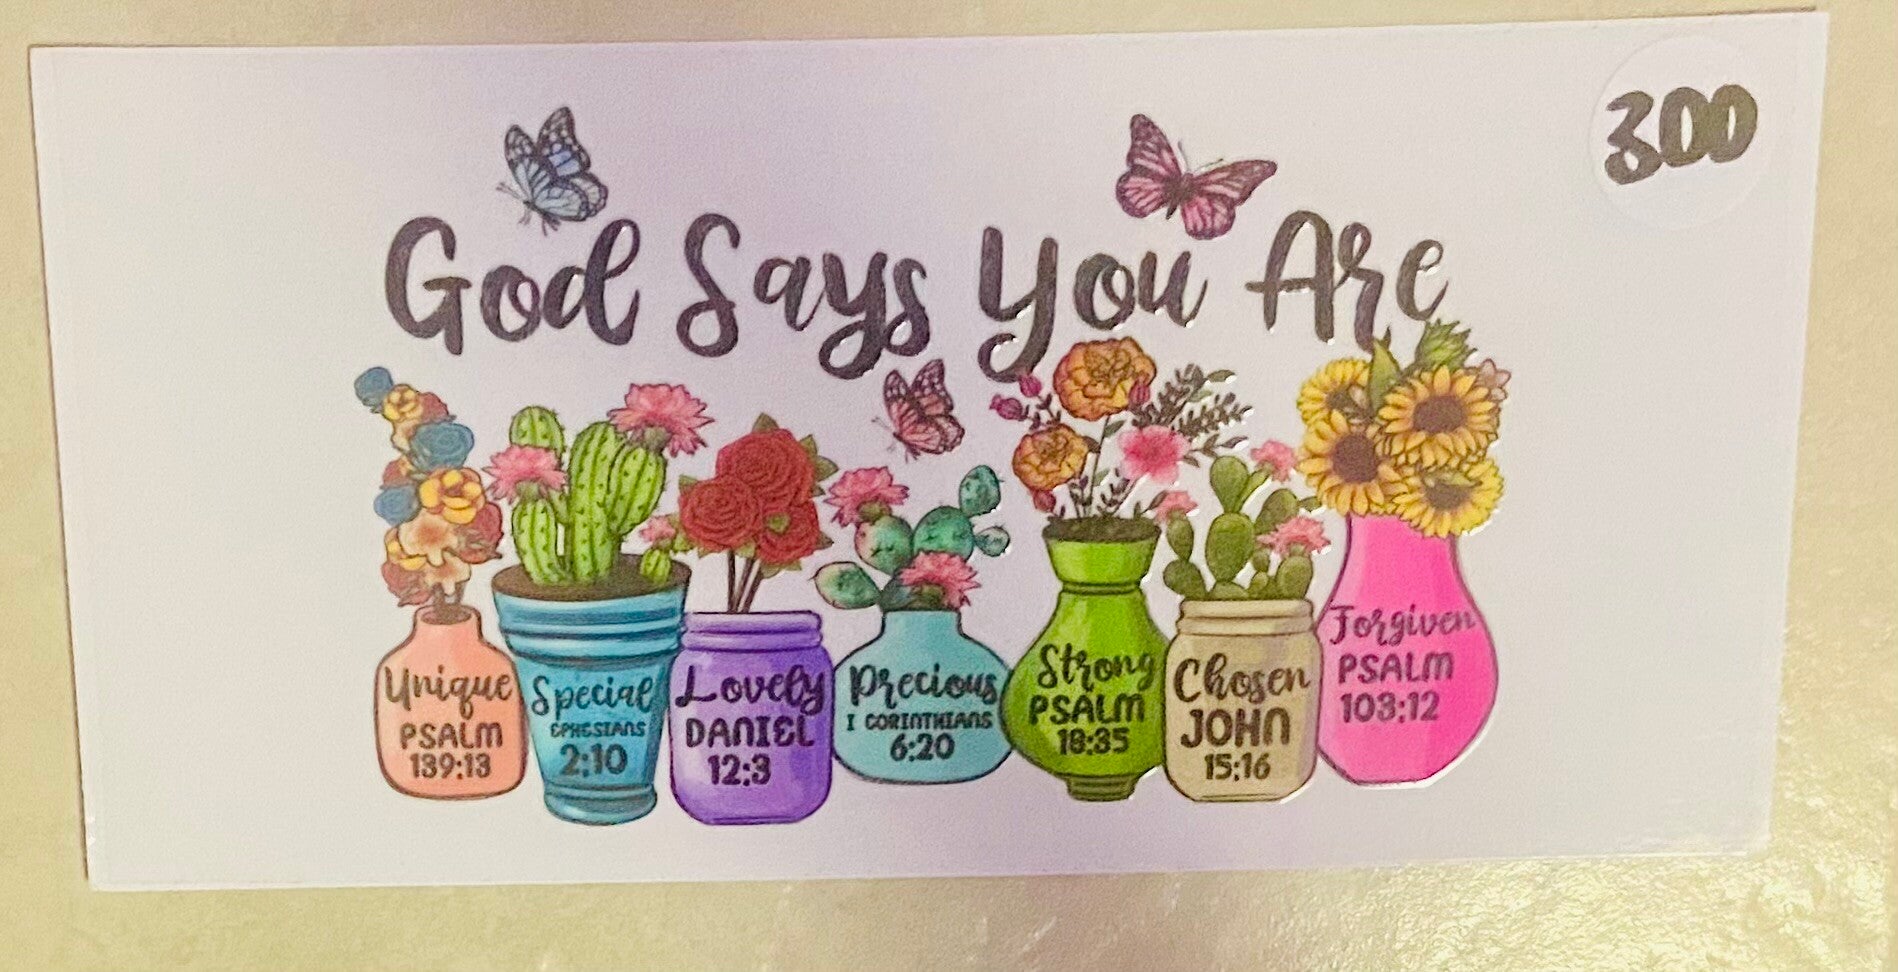 300
God Says You Are
Unique
PSALM
139:13
Special
EPHESIANS
2:10
Lovely
DANIEL
12:3
Precious
I CORINTHIANS
6:20
Strong
PSALM
18:35
Chosen
JOHN
15:16
Forgiven
PSALM
103:12